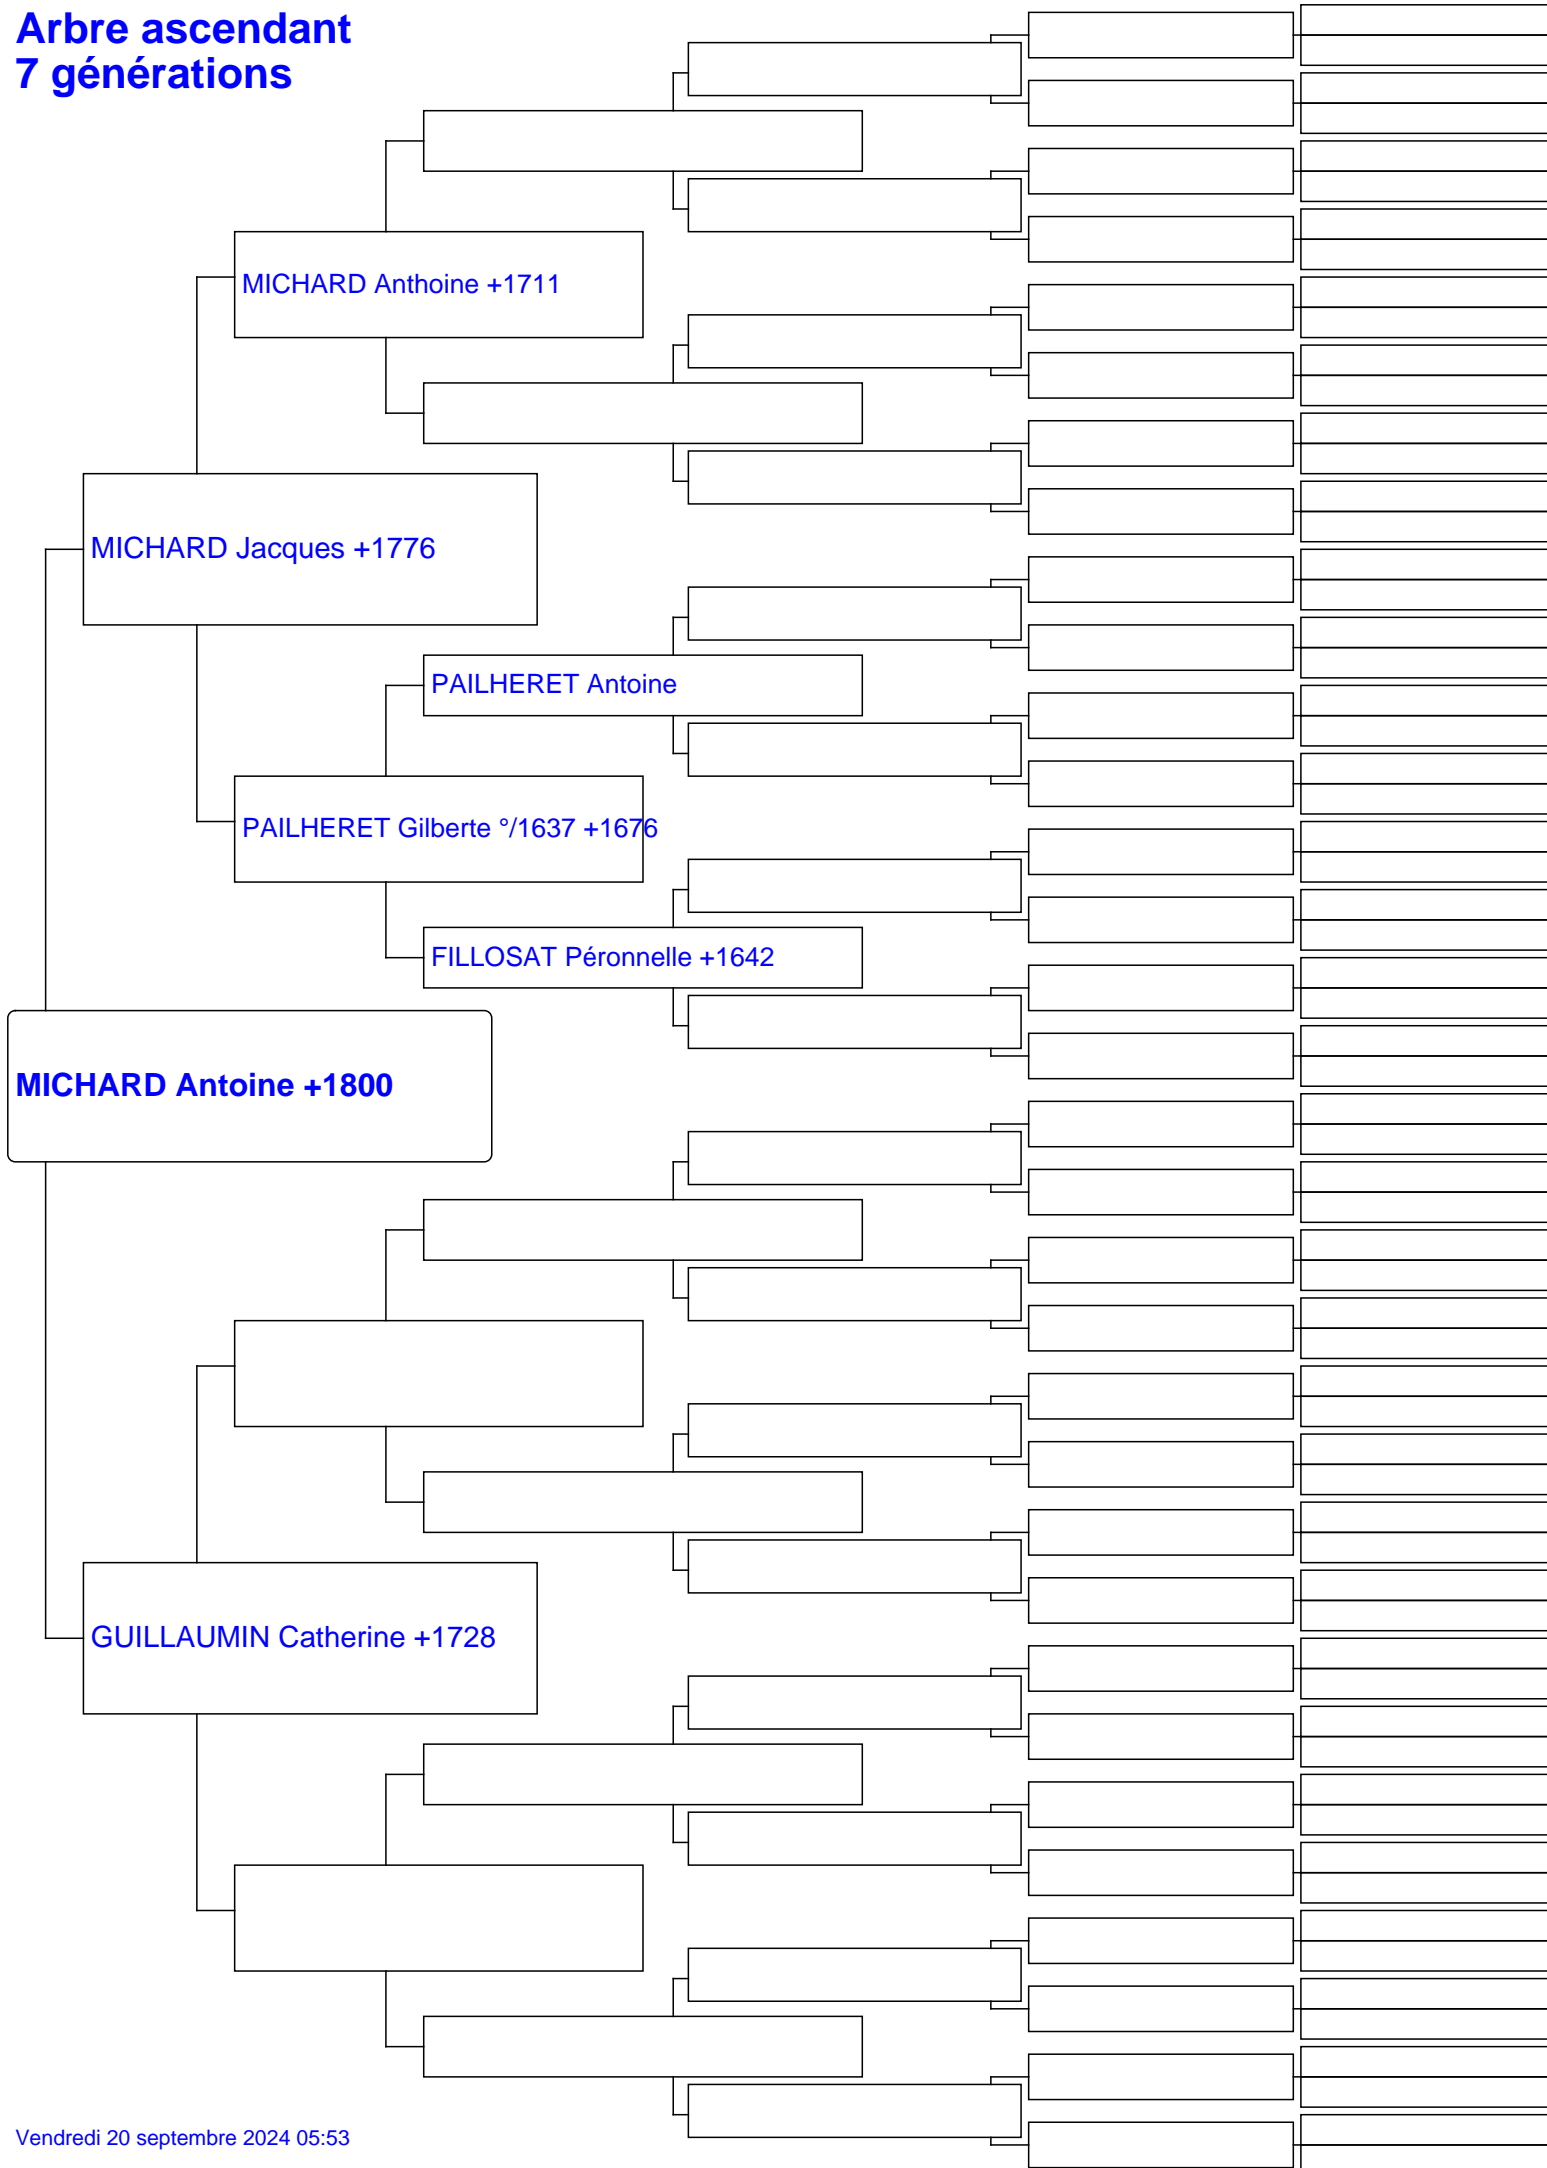 Arbre ascendant
7 générations
MICHARD Anthoine +1711
MICHARD Jacques +1776
PAILHERET Antoine
PAILHERET Gilberte °/1637 +1676
FILLOSAT Péronnelle +1642
MICHARD Antoine +1800
GUILLAUMIN Catherine +1728
Vendredi 20 septembre 2024 05:53